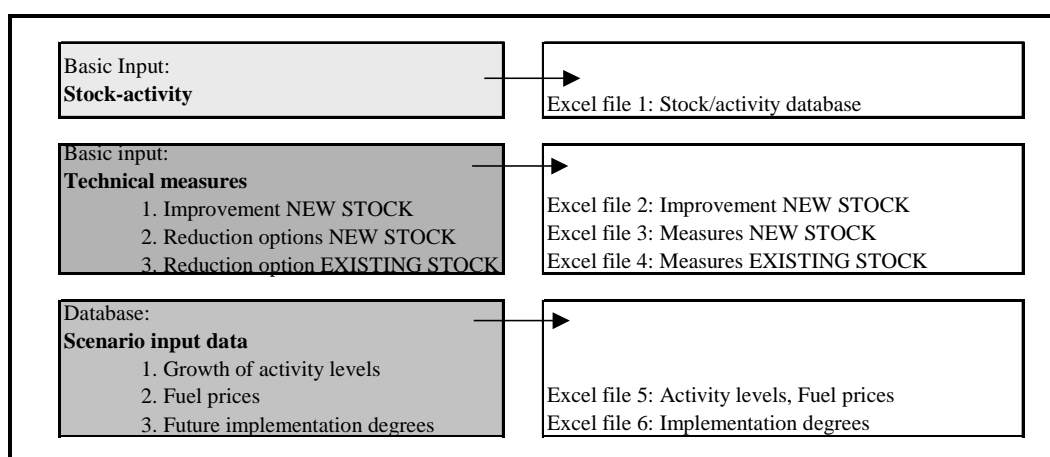 Basic Input:
Stock-activity
Excel file 1: Stock/activity database
Basic input:
Technical measures
1. Improvement NEW STOCK
2. Reduction options NEW STOCK
3. Reduction option EXISTING STOCK
Excel file 2: Improvement NEW STOCK
Excel file 3: Measures NEW STOCK
Excel file 4: Measures EXISTING STOCK
Database:
Scenario input data
1. Growth of activity levels
2. Fuel prices
3. Future implementation degrees
Excel file 5: Activity levels, Fuel prices
Excel file 6: Implementation degrees